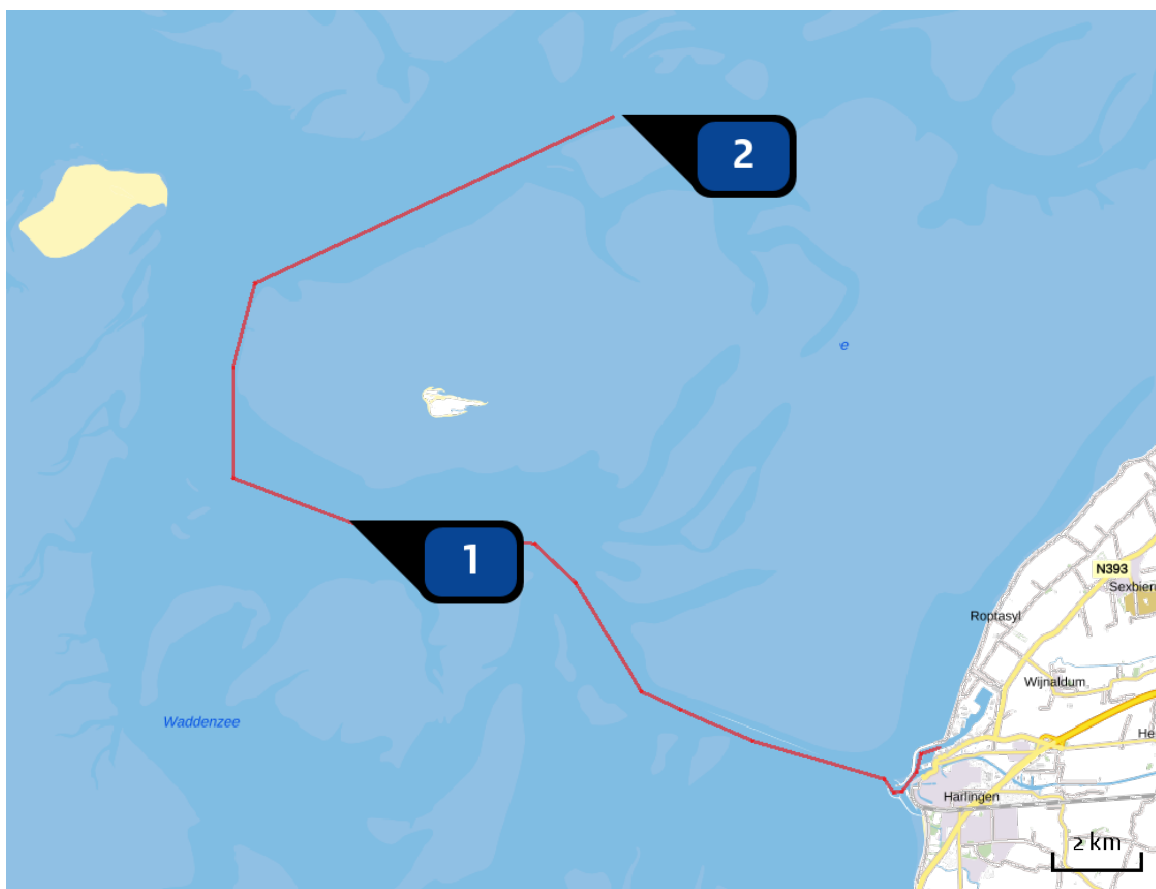 2
e
1
N393
Sexbier
Roptasyl
Wijnaldum
Waddenzee
He
Harlingen
2 km